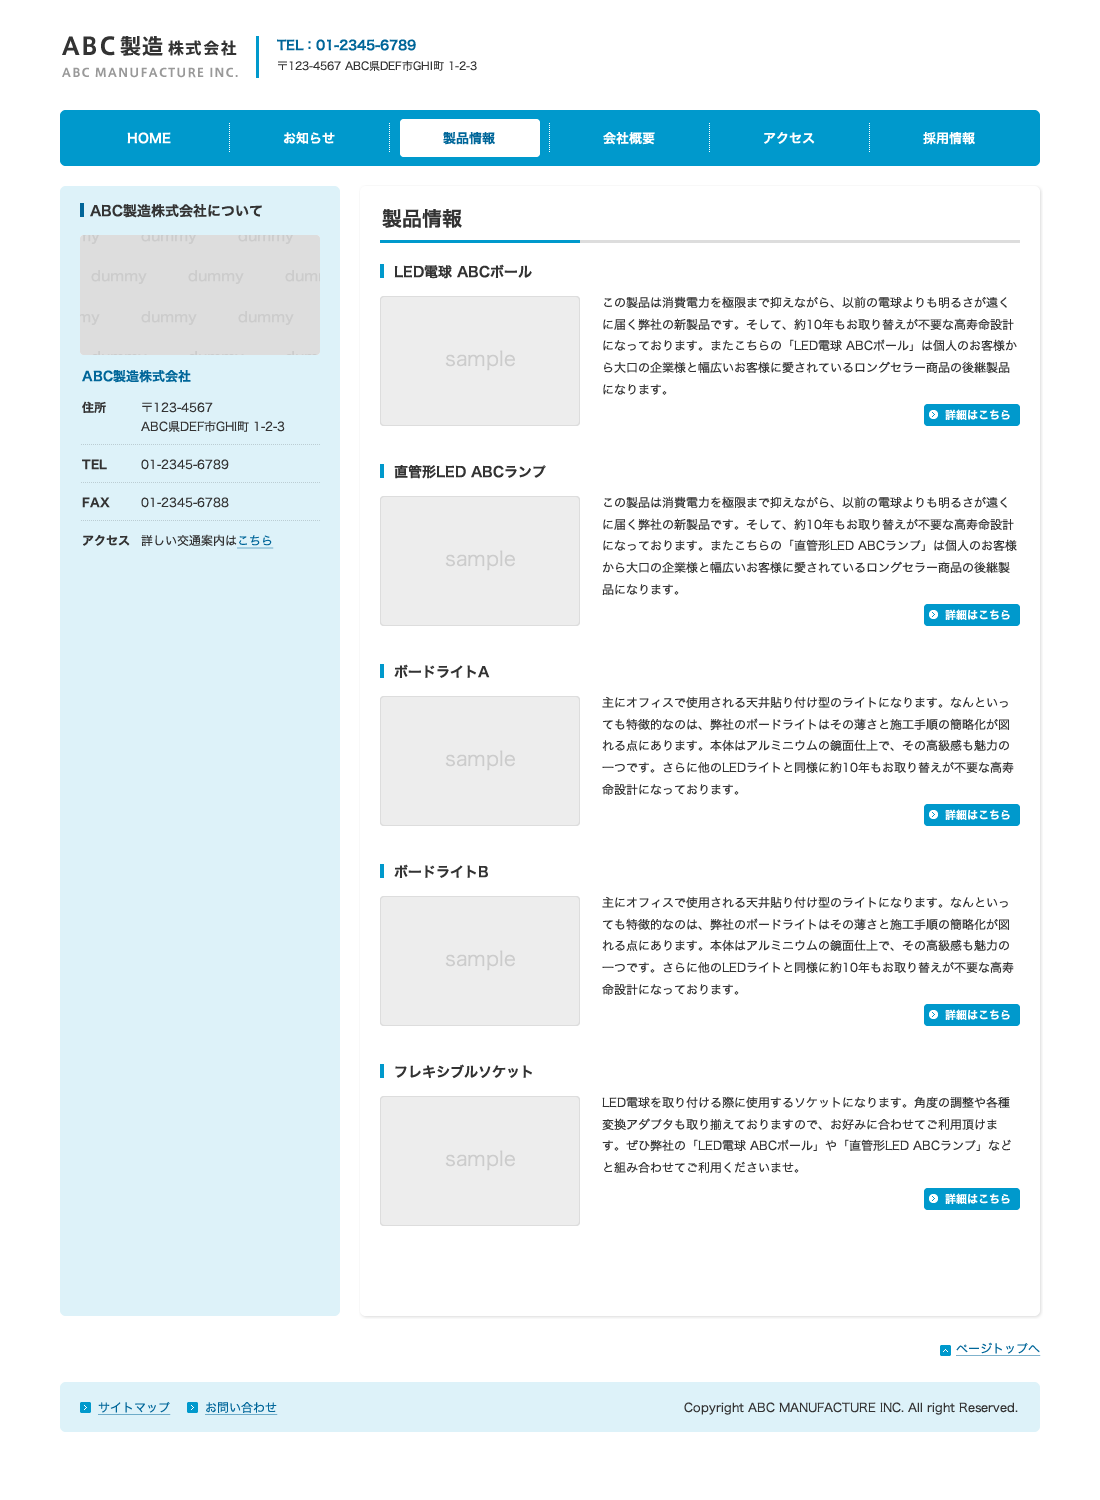 ABC製造株式会社
ABC MANUFACTURE INC.
TEL：01-2345-6789
〒123-4567 ABC県DEF市GHI町 1-2-3
HOME
お知らせ
製品情報
会社概要
アクセス
採用情報
ABC製造株式会社について
dummy dummy dummy
dummy dummy dummy
dummy dummy dummy
dummy dummy dummy
ABC製造株式会社
住所 〒123-4567
ABC県DEF市GHI町 1-2-3
TEL 01-2345-6789
FAX 01-2345-6788
アクセス 詳しい交通案内はこちら
製品情報
LED電球 ABCボール
sample
この製品は消費電力を極限まで抑えながら、以前の電球よりも明るさが遠く
に届く弊社の新製品です。そして、約10年もお取り替えが不要な高寿命設計
になっております。またこちらの「LED電球 ABCボール」は個人のお客様か
ら大口の企業様と幅広いお客様に愛されているロングセラー商品の後継製品
になります。
詳細はこちら
直管形LED ABCランプ
sample
この製品は消費電力を極限まで抑えながら、以前の電球よりも明るさが遠く
に届く弊社の新製品です。そして、約10年もお取り替えが不要な高寿命設計
になっております。またこちらの「直管形LED ABCランプ」は個人のお客様
から大口の企業様と幅広いお客様に愛されているロングセラー商品の後継製
品になります。
詳細はこちら
ボードライトA
sample
主にオフィスで使用される天井貼り付け型のライトになります。なんといっ
ても特徴的なのは、弊社のボードライトはその薄さと施工手順の簡略化が図
れる点にあります。本体はアルミニウムの鏡面仕上で、その高級感も魅力の
一つです。さらに他のLEDライトと同様に約10年もお取り替えが不要な高寿
命設計になっております。
詳細はこちら
ボードライトB
sample
主にオフィスで使用される天井貼り付け型のライトになります。なんといっ
ても特徴的なのは、弊社のボードライトはその薄さと施工手順の簡略化が図
れる点にあります。本体はアルミニウムの鏡面仕上で、その高級感も魅力の
一つです。さらに他のLEDライトと同様に約10年もお取り替えが不要な高寿
命設計になっております。
詳細はこちら
フレキシブルソケット
sample
LED電球を取り付ける際に使用するソケットになります。角度の調整や各種
変換アダプタも取り揃えておりますので、お好みに合わせてご利用頂けま
す。ぜひ弊社の「LED電球 ABCボール」や「直管形LED ABCランプ」など
と組み合わせてご利用くださいませ。
詳細はこちら
ページトップへ
サイトマップ
お問い合わせ
Copyright ABC MANUFACTURE INC. All right Reserved.